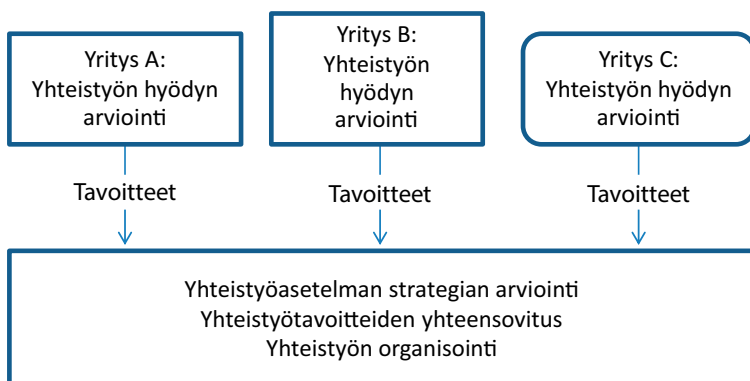 Yritys A:
Yhteistyön hyödyn
arviointi
Yritys B:
Yhteistyön
hyödyn
arviointi
Yritys C:
Yhteistyön hyödyn
arviointi
Tavoitteet
Tavoitteet
Tavoitteet
Yhteistyöasetelman strategian arviointi
Yhteistyötavoitteiden yhteensovitus
Yhteistyön organisointi